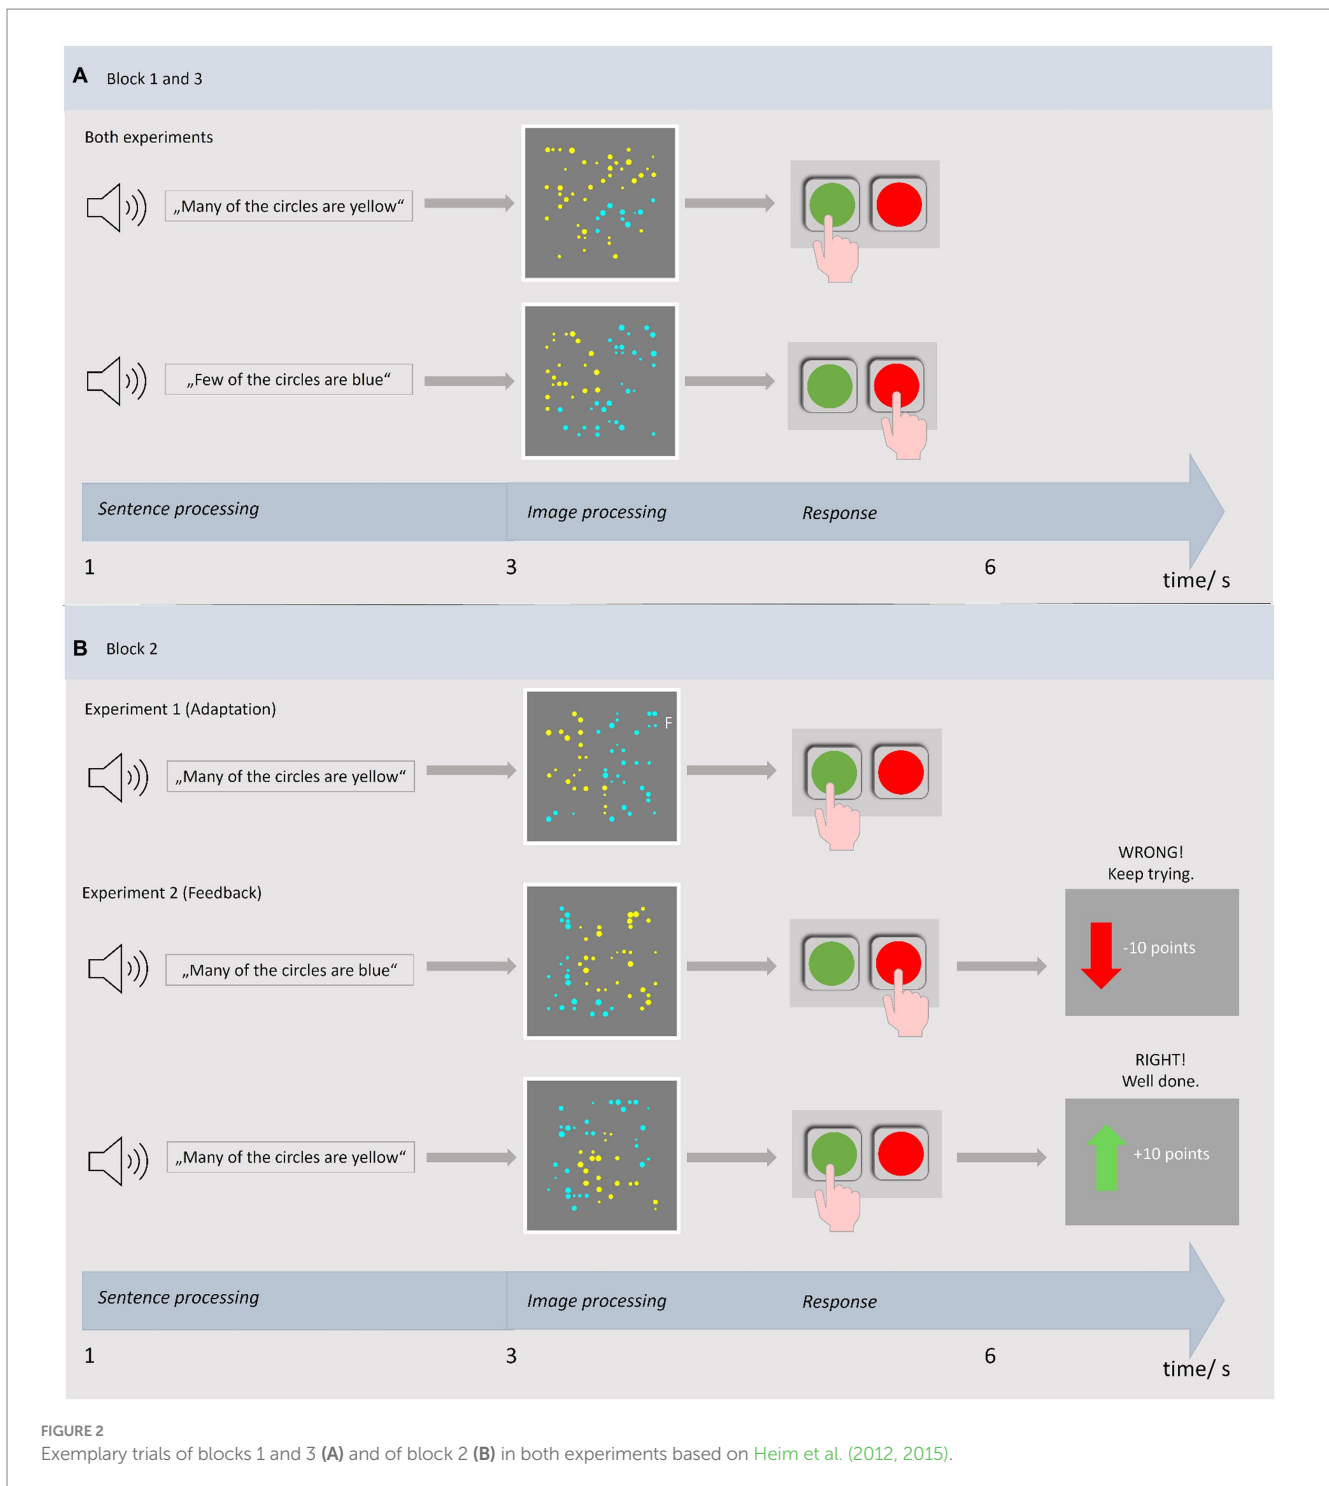 A Block 1 and 3
Both experiments
„Many of the circles are yellow“
„Few of the circles are blue“
Sentence processing Image processing Response
1 3 6
time/ s
B Block 2
Experiment 1 (Adaptation)
F
„Many of the circles are yellow“
WRONG!
Keep trying.
Experiment 2 (Feedback)
-10 points
„Many of the circles are blue“
RIGHT!
Well done.
„Many of the circles are yellow“
+10 points
Sentence processing Image processing Response
1 3 6
time/ s
FIGURE 2
Exemplary trials of blocks 1 and 3 (A) and of block 2 (B) in both experiments based on Heim et al. (2012, 2015).